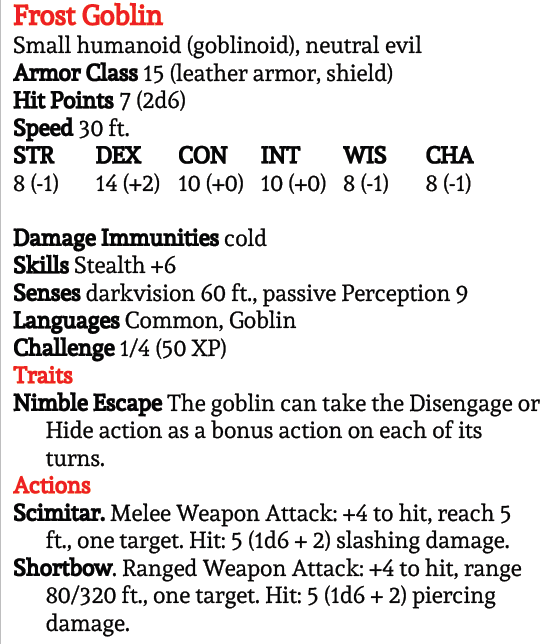 Frost Goblin
Small humanoid (goblinoid), neutral evil
Armor Class 15 (leather armor, shield)
Hit Points 7 (2d6)
Speed 30 ft.
STR DEX CON INT WIS CHA
8 (-1) 14 (+2) 10 (+0) 10 (+0) 8 (-1) 8 (-1)
Damage Immunities cold
Skills Stealth +6
Senses darkvision 60 ft., passive Perception 9
Languages Common, Goblin
Challenge 1/4 (50 XP)
Traits
Nimble Escape The goblin can take the Disengage or
Hide action as a bonus action on each of its
turns.
Actions
Scimitar. Melee Weapon Attack: +4 to hit, reach 5
ft., one target. Hit: 5 (1d6 + 2) slashing damage.
Shortbow. Ranged Weapon Attack: +4 to hit, range
80/320 ft., one target. Hit: 5 (1d6 + 2) piercing
damage.